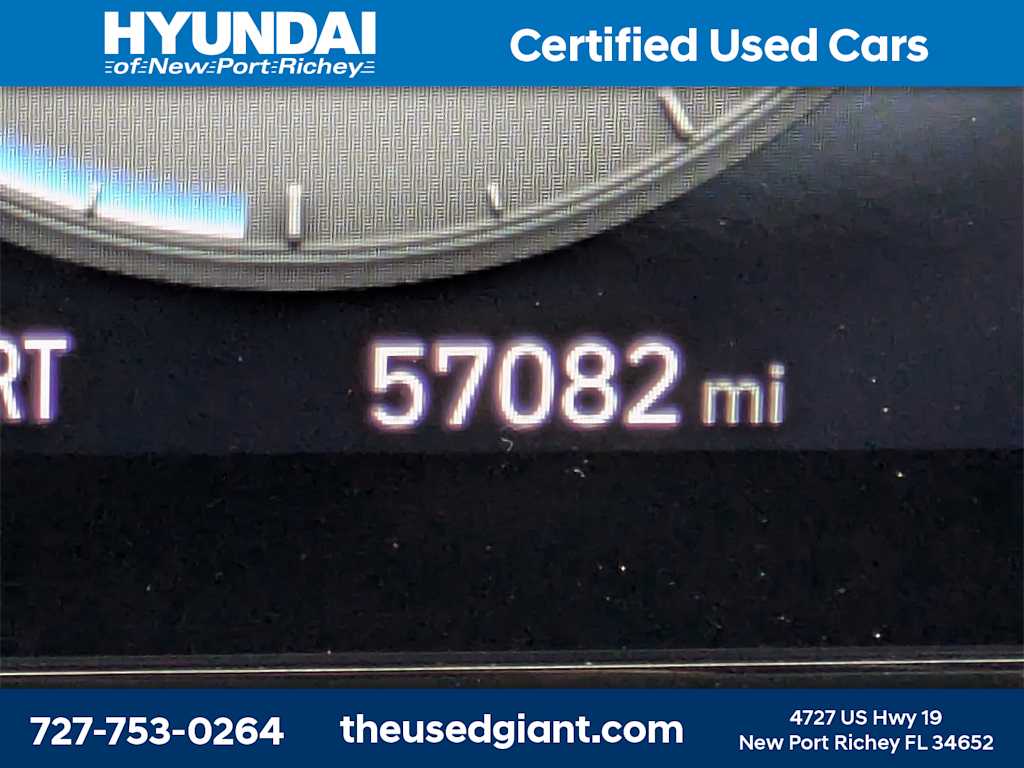 HYUNDAI
of New Port Richey
Certified Used Cars
RT
57082 mi
727-753-0264
theusedgiant.com
4727 US Hwy 19
New Port Richey FL 34652